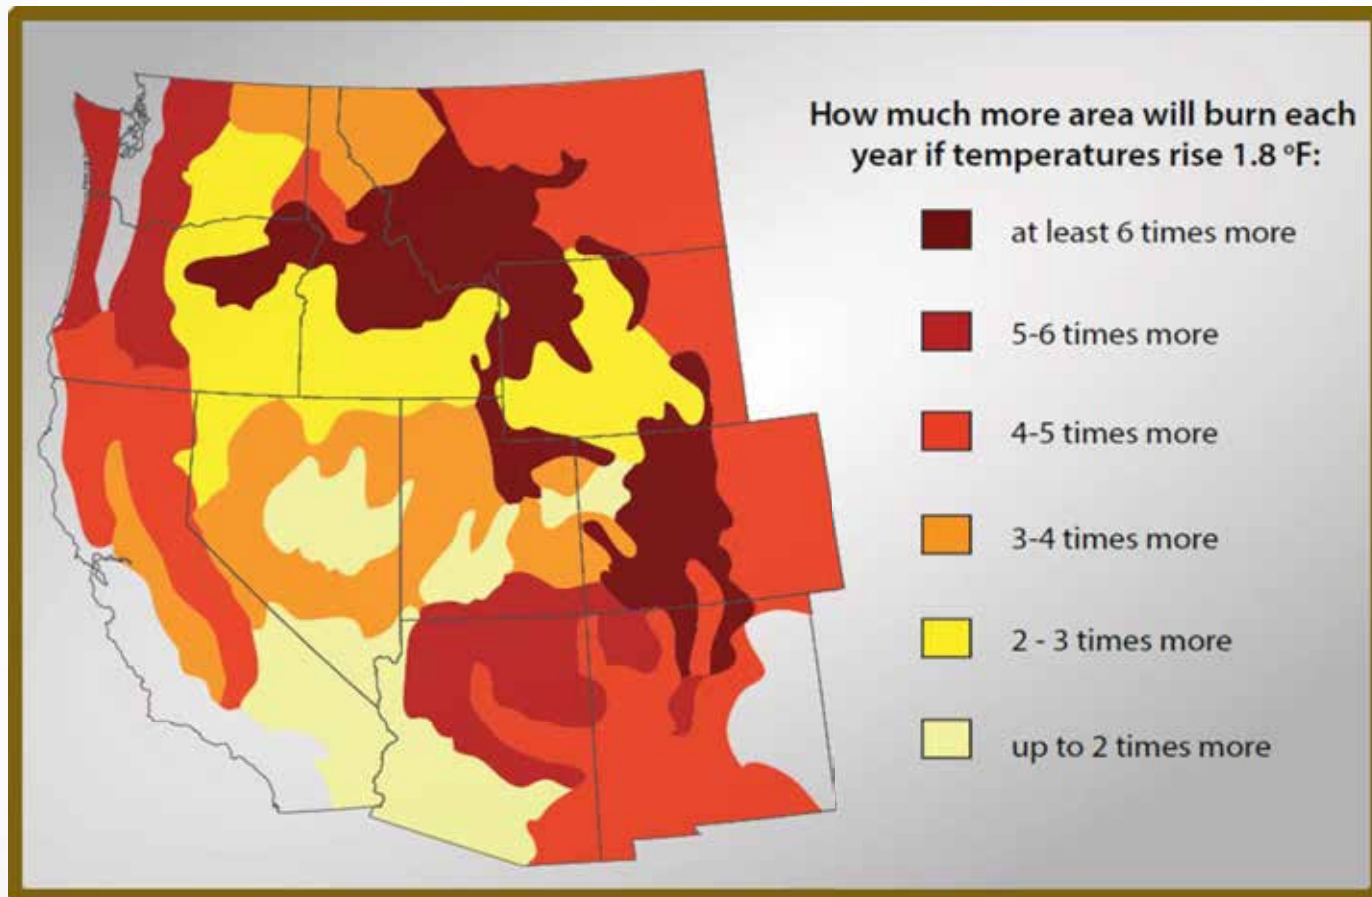 How much more area will burn each
year if temperatures rise 1.8 ºF:
at least 6 times more
5-6 times more
4-5 times more
3-4 times more
2 - 3 times more
up to 2 times more